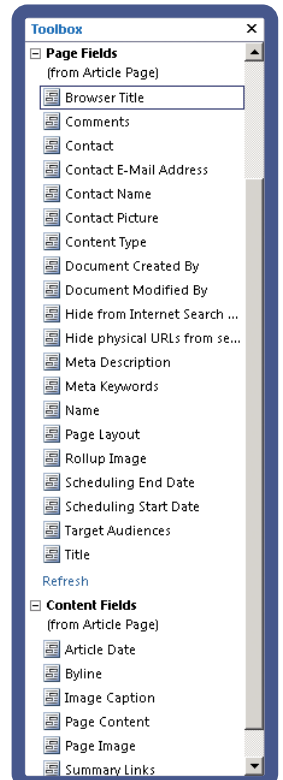 Toolbox
Page Fields
(from Article Page)
Browser Title
Comments
Contact
Contact E-Mail Address
Contact Name
Contact Picture
Content Type
Document Created By
Document Modified By
Hide from Internet Search ...
Hide physical URLs from se...
Meta Description
Meta Keywords
Name
Page Layout
Rollup Image
Scheduling End Date
Scheduling Start Date
Target Audiences
Title
Refresh
Content Fields
(from Article Page)
Article Date
Byline
Image Caption
Page Content
Page Image
Summary Links